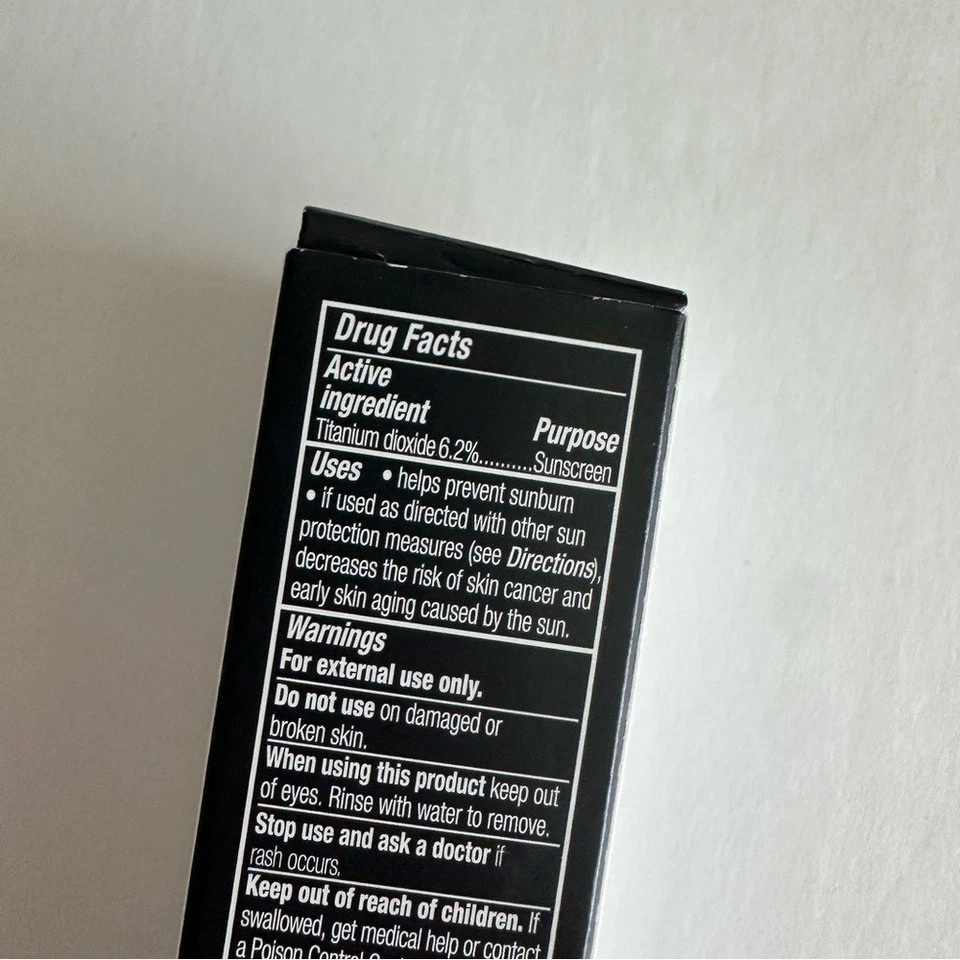 Drug Facts
Active
ingredient Purpose
Titanium dioxide 6.2%..........Sunscreen
Uses • helps prevent sunburn
• if used as directed with other sun
protection measures (see Directions),
decreases the risk of skin cancer and
early skin aging caused by the sun.
Warnings
For external use only.
Do not use on damaged or
broken skin.
When using this product keep out
of eyes. Rinse with water to remove.
Stop use and ask a doctor if
rash occurs.
Keep out of reach of children. If
swallowed, get medical help or contact
a Poison Control